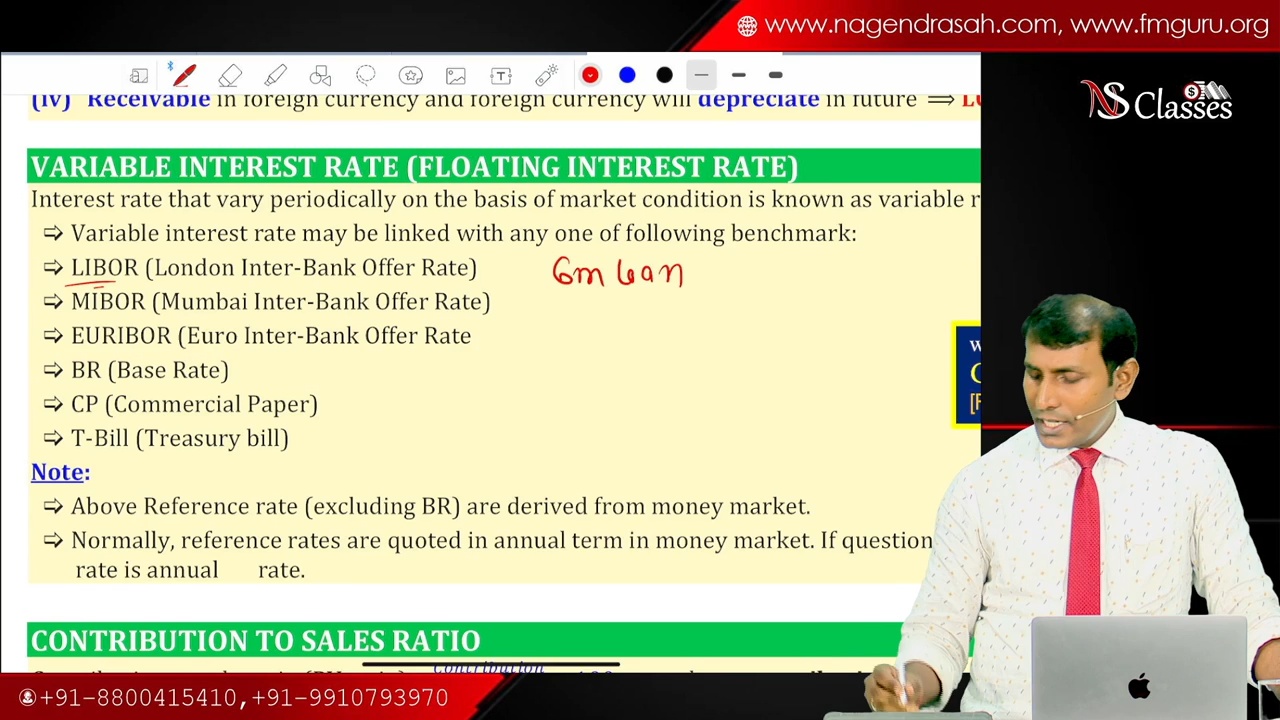 www.nagendrasah.com, www.fmguru.org
(iv) Receivable in foreign currency and foreign currency will depreciate in future ⟹
NS Classes
VARIABLE INTEREST RATE (FLOATING INTEREST RATE)
Interest rate that vary periodically on the basis of market condition is known as variable r
⇨ Variable interest rate may be linked with any one of following benchmark:
⇨ LIBOR (London Inter-Bank Offer Rate)
⇨ MIBOR (Mumbai Inter-Bank Offer Rate)
⇨ EURIBOR (Euro Inter-Bank Offer Rate
⇨ BR (Base Rate)
⇨ CP (Commercial Paper)
⇨ T-Bill (Treasury bill)
Note:
⇨ Above Reference rate (excluding BR) are derived from money market.
⇨ Normally, reference rates are quoted in annual term in money market. If question
rate is annual rate.
CONTRIBUTION TO SALES RATIO
+91-8800415410,+91-9910793970